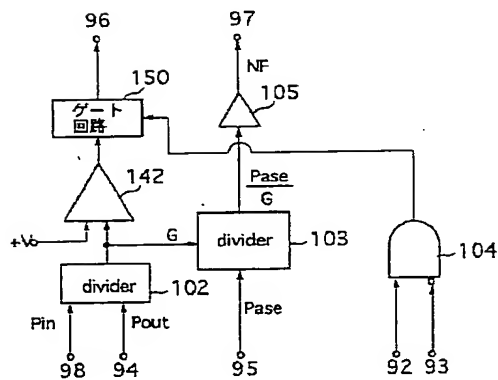 96
97
NF
150
105
ゲート
回路
142
Pase
G
+V
G
divider
103
104
divider
102
Pin
Pout
Pase
98
94
95
92
93